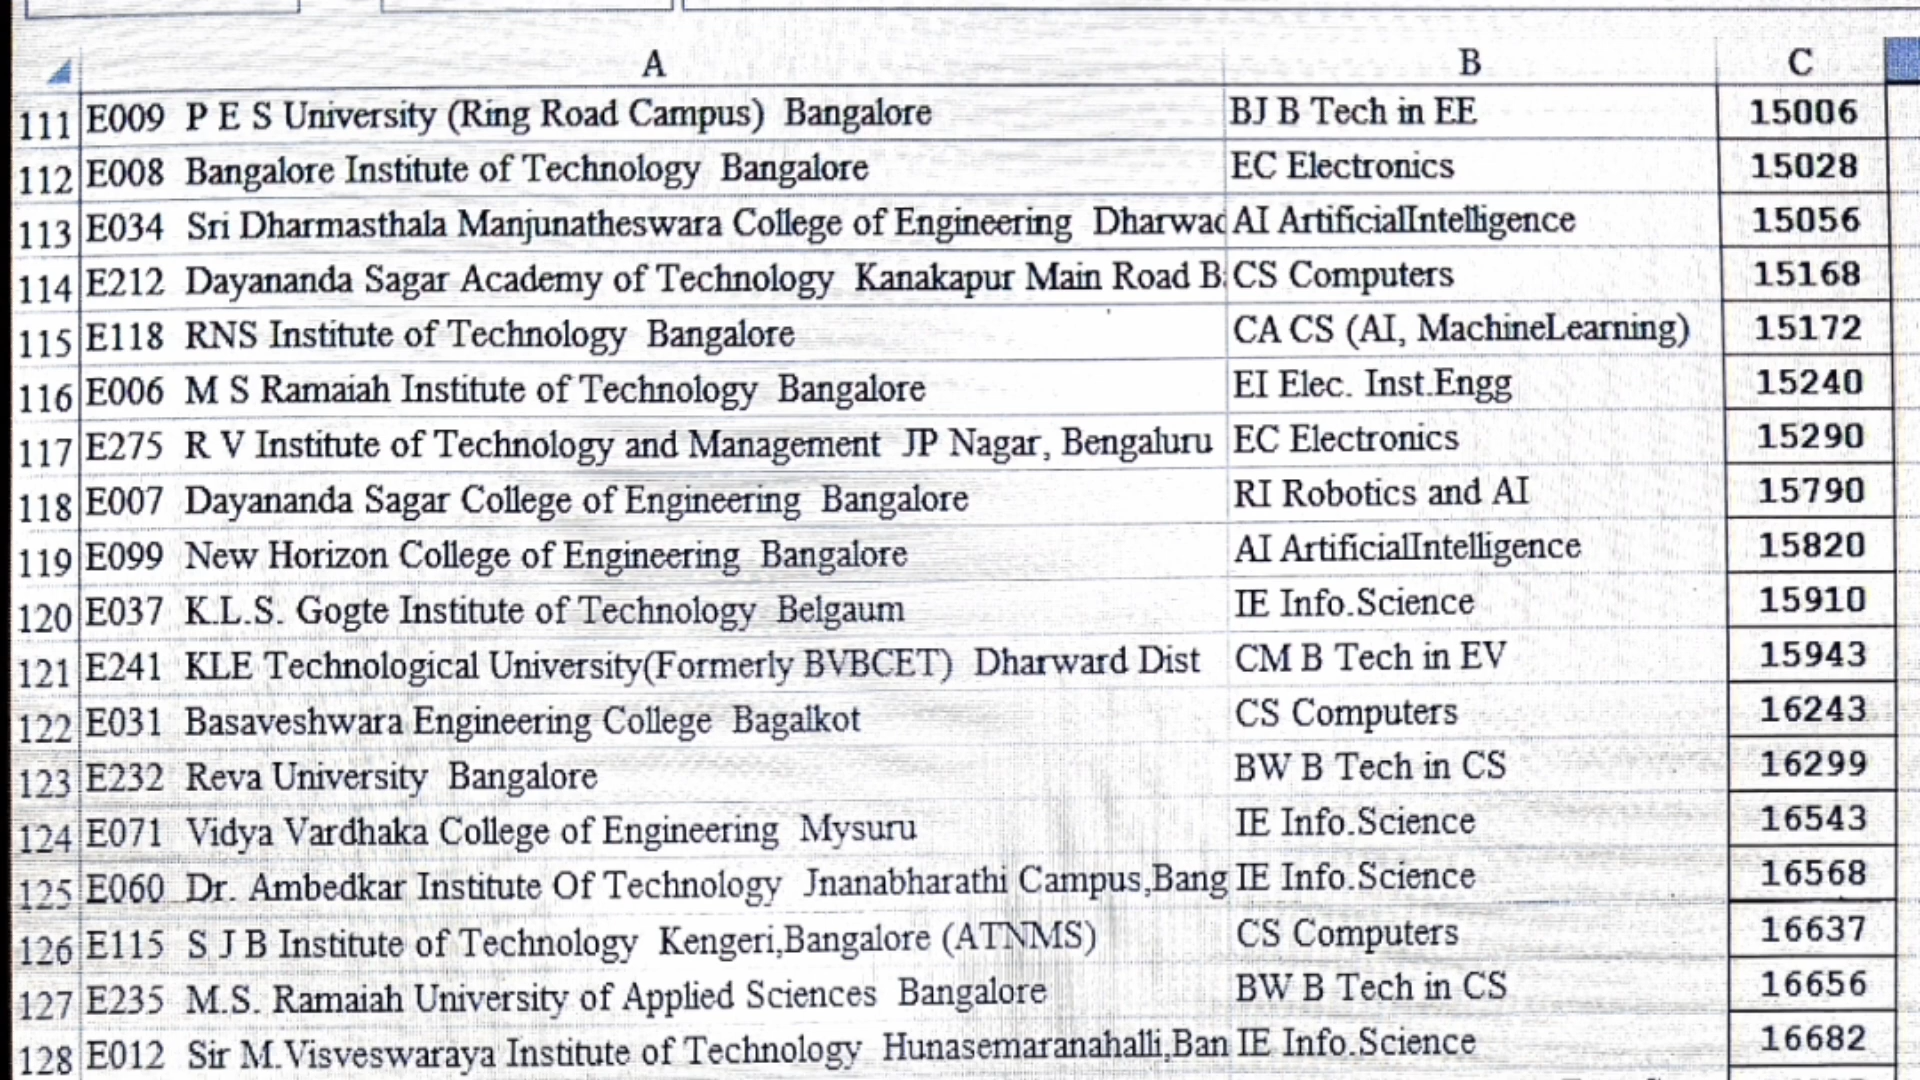 A B C
111 E009 P E S University (Ring Road Campus) Bangalore BJ B Tech in EE 15006
112 E008 Bangalore Institute of Technology Bangalore EC Electronics 15028
113 E034 Sri Dharmasthala Manjunatheswara College of Engineering Dharwad AI ArtificialIntelligence 15056
114 E212 Dayananda Sagar Academy of Technology Kanakapur Main Road B CS Computers 15168
115 E118 RNS Institute of Technology Bangalore CA CS (AI, MachineLearning) 15172
116 E006 M S Ramaiah Institute of Technology Bangalore EI Elec. Inst.Engg 15240
117 E275 R V Institute of Technology and Management JP Nagar, Bengaluru EC Electronics 15290
118 E007 Dayananda Sagar College of Engineering Bangalore RI Robotics and AI 15790
119 E099 New Horizon College of Engineering Bangalore AI ArtificialIntelligence 15820
120 E037 K.L.S. Gogte Institute of Technology Belgaum IE Info.Science 15910
121 E241 KLE Technological University(Formerly BVBCET) Dharward Dist CM B Tech in EV 15943
122 E031 Basaveshwara Engineering College Bagalkot CS Computers 16243
123 E232 Reva University Bangalore BW B Tech in CS 16299
124 E071 Vidya Vardhaka College of Engineering Mysuru IE Info.Science 16543
125 E060 Dr. Ambedkar Institute Of Technology Jnanabharathi Campus,Bang IE Info.Science 16568
126 E115 S J B Institute of Technology Kengeri,Bangalore (ATNMS) CS Computers 16637
127 E235 M.S. Ramaiah University of Applied Sciences Bangalore BW B Tech in CS 16656
128 E012 Sir M.Visveswaraya Institute of Technology Hunasemaranahalli,Ban IE Info.Science 16682